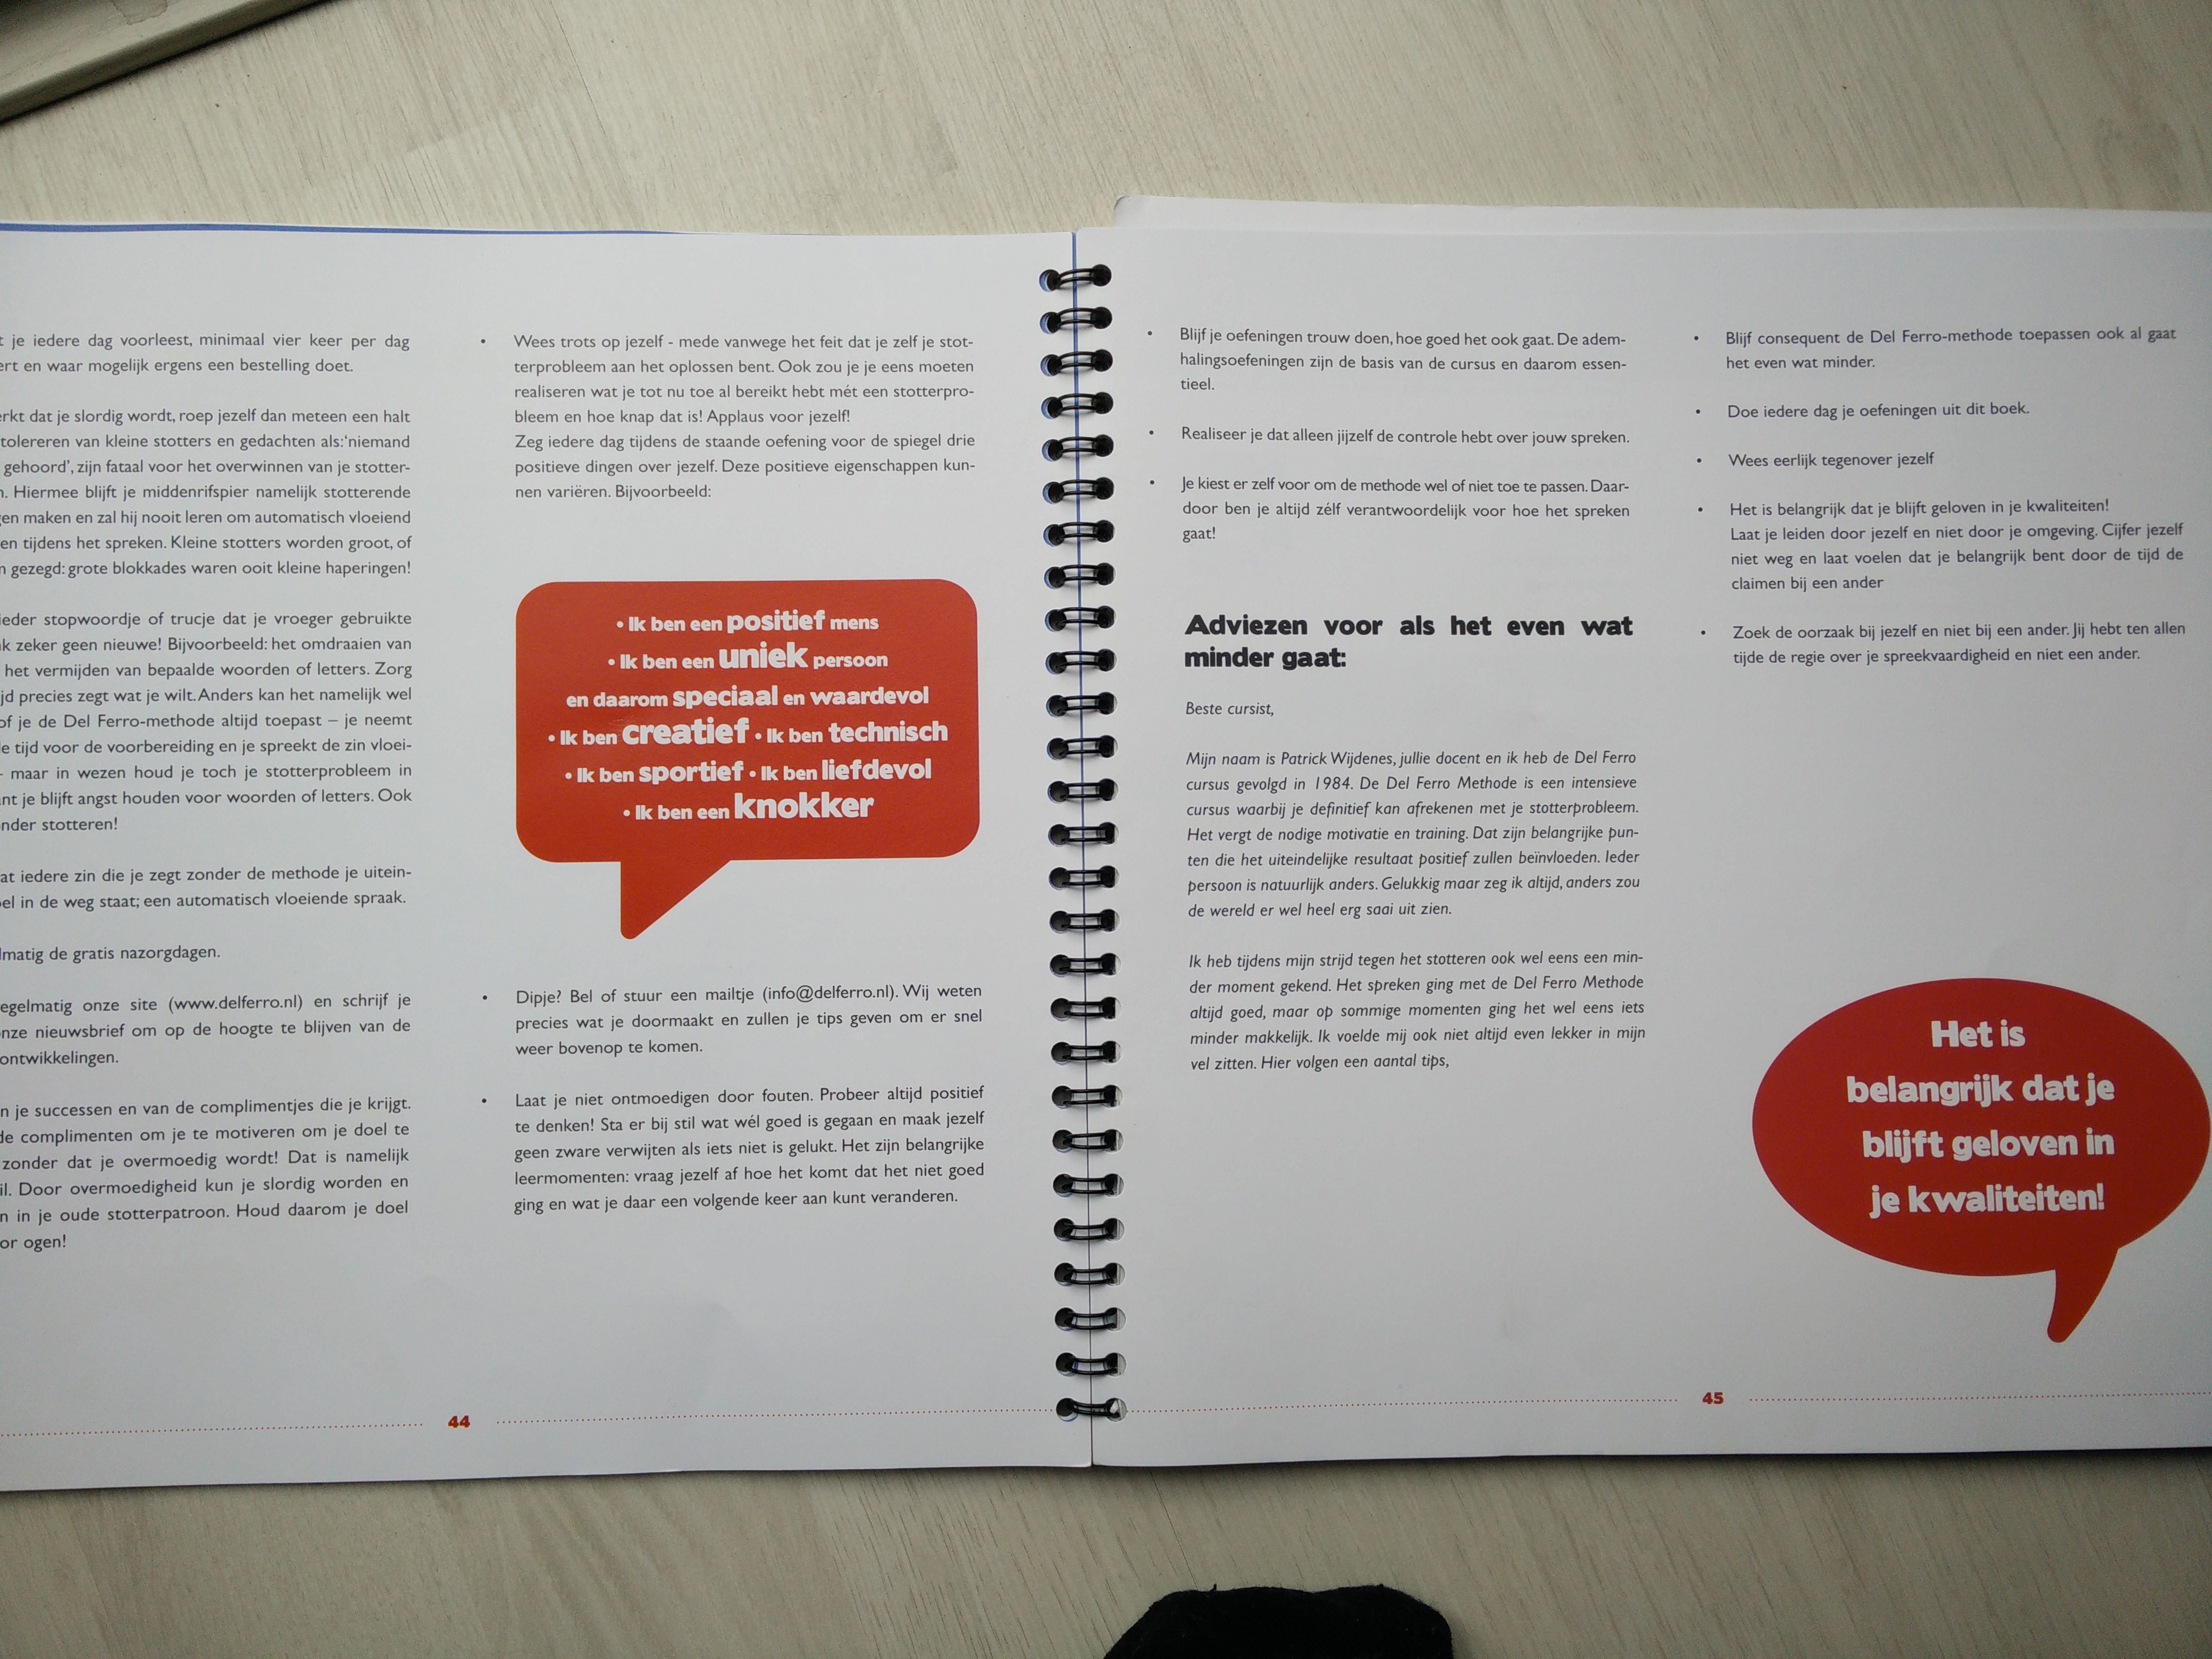 je iedere dag voorleest, minimaal vier keer per dag
en waar mogelijk ergens een bestelling doet.
dat je slordig wordt, roep jezelf dan meteen een halt
tolereren van kleine stotters en gedachten als:‘niemand
gehoord’, zijn fataal voor het overwinnen van je stotter-
Hiermee blijft je middenrifspier namelijk stotterende
maken en zal hij nooit leren om automatisch vloeiend
tijdens het spreken. Kleine stotters worden groot, of
gezegd: grote blokkades waren ooit kleine haperingen!
ieder stopwoordje of trucje dat je vroeger gebruikte
zeker geen nieuwe! Bijvoorbeeld: het omdraaien van
het vermijden van bepaalde woorden of letters. Zorg
precies zegt wat je wilt. Anders kan het namelijk wel
of je de Del Ferro-methode altijd toepast – je neemt
tijd voor de voorbereiding en je spreekt de zin vloei-
- maar in wezen houd je toch je stotterprobleem in
je blijft angst houden voor woorden of letters. Ook
stotteren!
iedere zin die je zegt zonder de methode je uitein-
in de weg staat; een automatisch vloeiende spraak.
de gratis nazorgdagen.
onze site (www.delferro.nl) en schrijf je
nieuwsbrief om op de hoogte te blijven van de
ontwikkelingen.
je successen en van de complimentjes die je krijgt.
complimenten om je te motiveren om je doel te
zonder dat je overmoedig wordt! Dat is namelijk
Door overmoedigheid kun je slordig worden en
in je oude stotterpatroon. Houd daarom je doel
ogen!
• Wees trots op jezelf - mede vanwege het feit dat je zelf je stot-
terprobleem aan het oplossen bent. Ook zou je je eens moeten
realiseren wat je tot nu toe al bereikt hebt mét een stotterpro-
bleem en hoe knap dat is! Applaus voor jezelf!
Zeg iedere dag tijdens de staande oefening voor de spiegel drie
positieve dingen over jezelf. Deze positieve eigenschappen kun-
nen variëren. Bijvoorbeeld:
• Ik ben een positief mens
• Ik ben een uniek persoon
en daarom speciaal en waardevol
• Ik ben creatief • Ik ben technisch
• Ik ben sportief • Ik ben liefdevol
• Ik ben een knokker
• Dipje? Bel of stuur een mailtje (info@delferro.nl). Wij weten
precies wat je doormaakt en zullen je tips geven om er snel
weer bovenop te komen.
• Laat je niet ontmoedigen door fouten. Probeer altijd positief
te denken! Sta er bij stil wat wél goed is gegaan en maak jezelf
geen zware verwijten als iets niet is gelukt. Het zijn belangrijke
leermomenten: vraag jezelf af hoe het komt dat het niet goed
ging en wat je daar een volgende keer aan kunt veranderen.
44
• Blijf je oefeningen trouw doen, hoe goed het ook gaat. De adem-
halingsoefeningen zijn de basis van de cursus en daarom essen-
tieel.
• Realiseer je dat alleen jijzelf de controle hebt over jouw spreken.
• Je kiest er zelf voor om de methode wel of niet toe te passen. Daar-
door ben je altijd zélf verantwoordelijk voor hoe het spreken
gaat!
Adviezen voor als het even wat
minder gaat:
Beste cursist,
Mijn naam is Patrick Wijdenes, jullie docent en ik heb de Del Ferro
cursus gevolgd in 1984. De Del Ferro Methode is een intensieve
cursus waarbij je definitief kan afrekenen met je stotterprobleem.
Het vergt de nodige motivatie en training. Dat zijn belangrijke pun-
ten die het uiteindelijke resultaat positief zullen beïnvloeden. Ieder
persoon is natuurlijk anders. Gelukkig maar zeg ik altijd, anders zou
de wereld er wel heel erg saai uit zien.
Ik heb tijdens mijn strijd tegen het stotteren ook wel eens een min-
der moment gekend. Het spreken ging met de Del Ferro Methode
altijd goed, maar op sommige momenten ging het wel eens iets
minder makkelijk. Ik voelde mij ook niet altijd even lekker in mijn
vel zitten. Hier volgen een aantal tips,
• Blijf consequent de Del Ferro-methode toepassen ook al gaat
het even wat minder.
• Doe iedere dag je oefeningen uit dit boek.
• Wees eerlijk tegenover jezelf
• Het is belangrijk dat je blijft geloven in je kwaliteiten!
Laat je leiden door jezelf en niet door je omgeving. Cijfer jezelf
niet weg en laat voelen dat je belangrijk bent door de tijd de
claimen bij een ander
• Zoek de oorzaak bij jezelf en niet bij een ander. Jij hebt ten allen
tijde de regie over je spreekvaardigheid en niet een ander.
Het is
belangrijk dat je
blijft geloven in
je kwaliteiten!
45